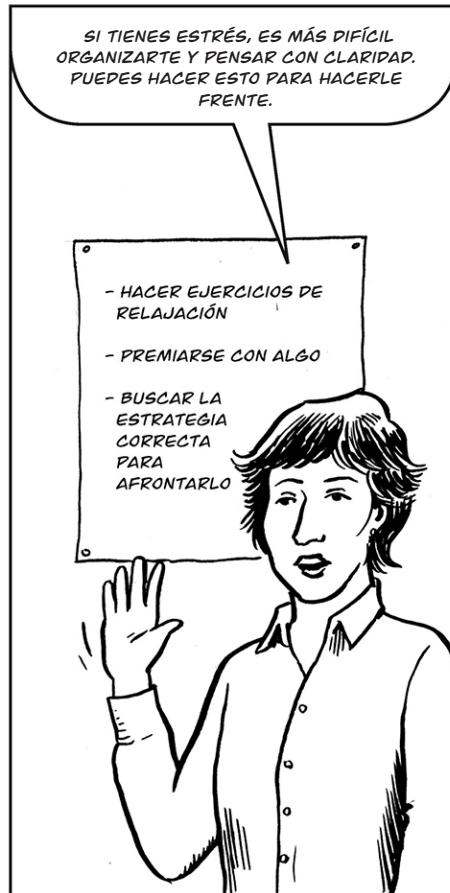 SI TIENES ESTRÉS, ES MÁS DIFÍCIL
ORGANIZARTE Y PENSAR CON CLARIDAD.
PUEDES HACER ESTO PARA HACERLE
FRENTE.
- HACER EJERCICIOS DE
RELAJACIÓN
- PREMIARSE CON ALGO
- BUSCAR LA
ESTRATEGIA
CORRECTA
PARA
AFRONTARLO